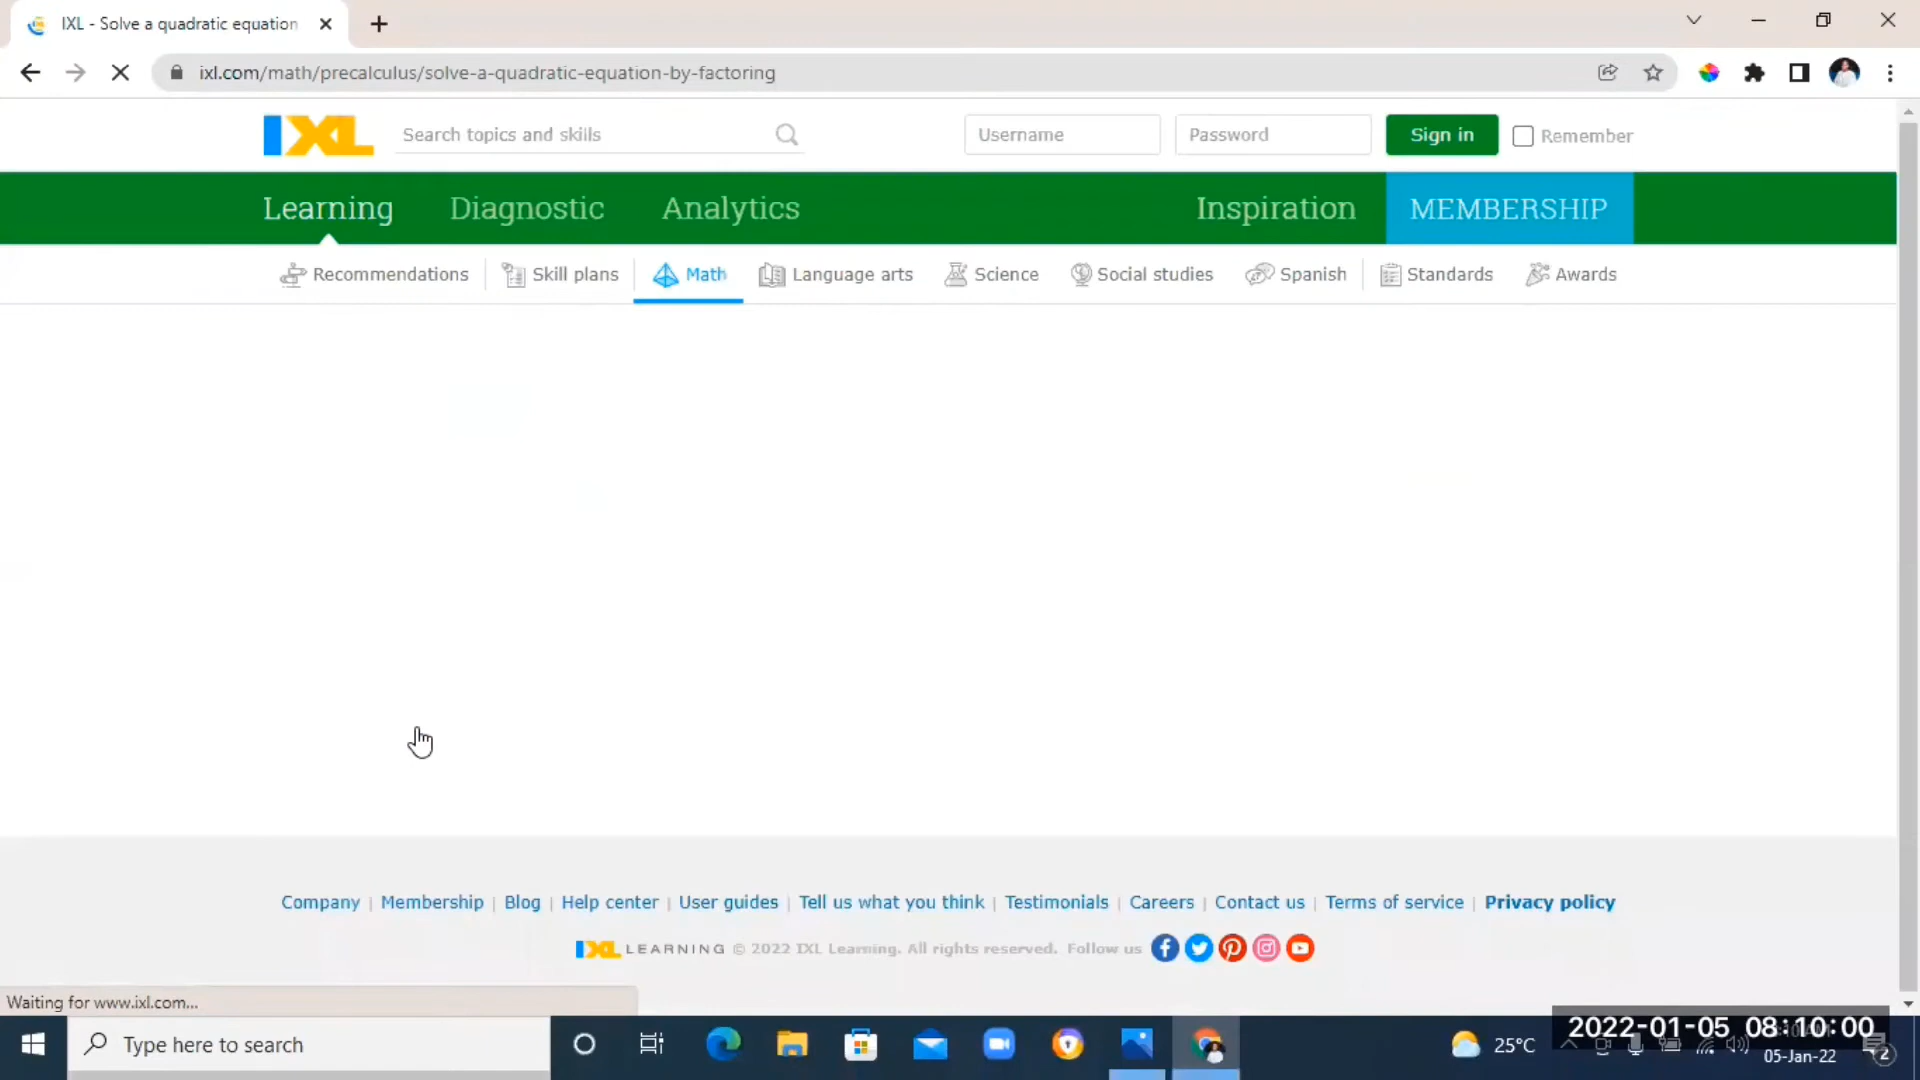 IXL - Solve a quadratic equation
ixl.com/math/precalculus/solve-a-quadratic-equation-by-factoring
IXL Search topics and skills Username Password Sign in Remember
Learning Diagnostic Analytics Inspiration MEMBERSHIP
Recommendations Skill plans Math Language arts Science Social studies Spanish Standards Awards
Company | Membership | Blog | Help center | User guides | Tell us what you think | Testimonials | Careers | Contact us | Terms of service | Privacy policy
IXL LEARNING © 2022 IXL Learning. All rights reserved. Follow us
Waiting for www.ixl.com...
Type here to search 25°C
2022-01-05 08:10:00
05-Jan-22
2